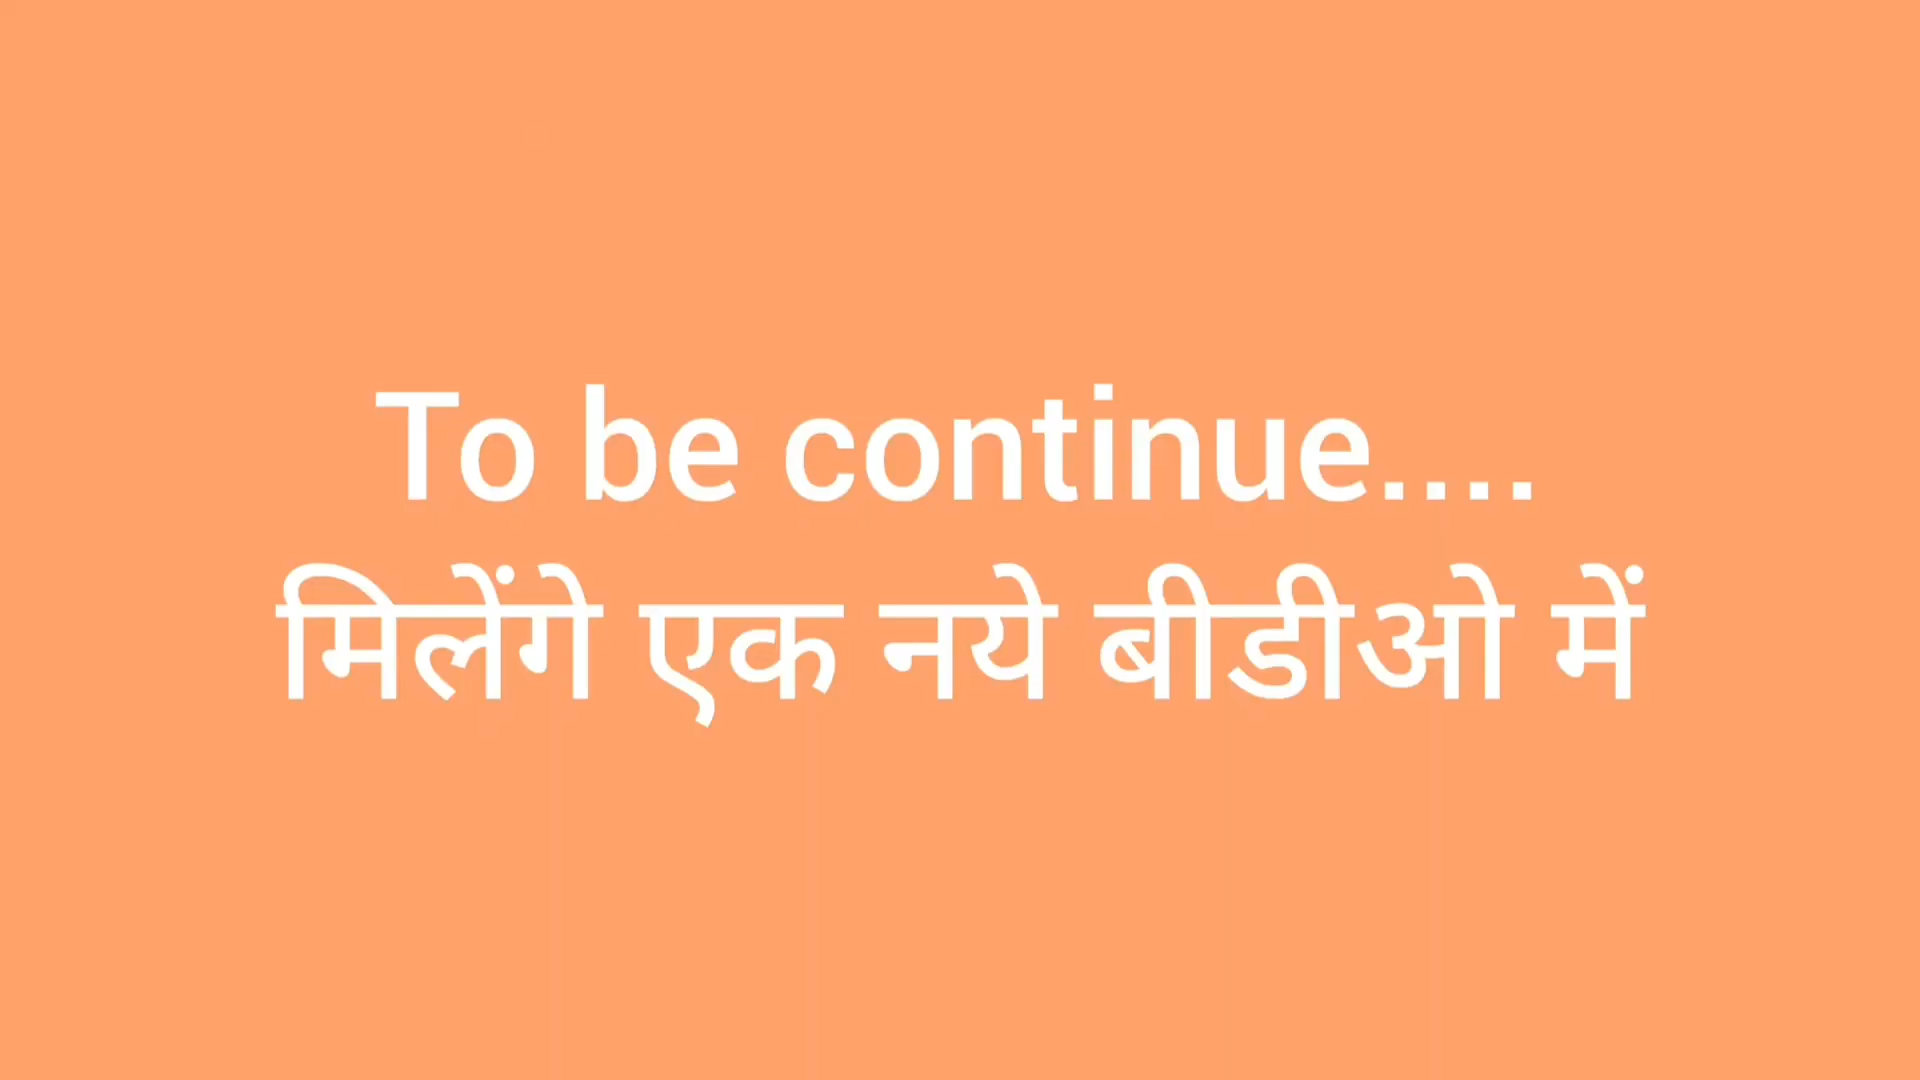 To be continue....
मिलेंगे एक नये बीडीओ में